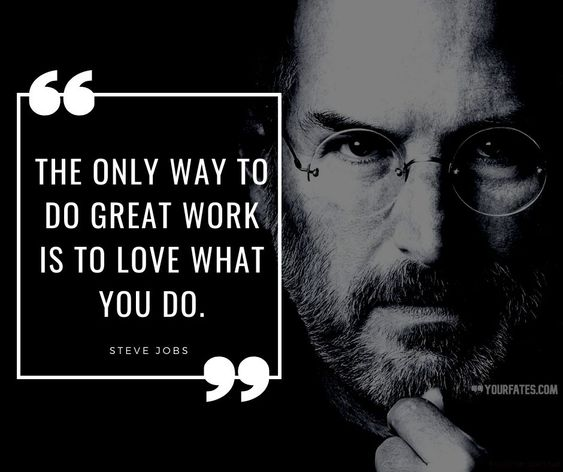 THE ONLY WAY TO
DO GREAT WORK
IS TO LOVE WHAT
YOU DO.
STEVE JOBS
YOURFATES.COM